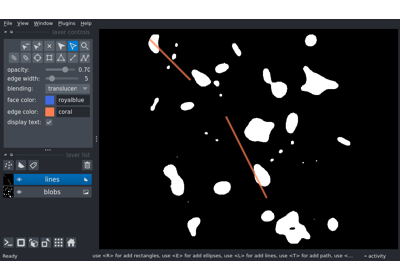 File View Window Plugins Help
layer controls
opacity: 0.70
edge width: 5
blending: translucen
face color: royalblue
edge color: coral
display text:
layer list
lines
blobs
Ready use <R> for add rectangles, use <E> for add ellipses, use <L> for add lines, use <T> for add path, use <... activity